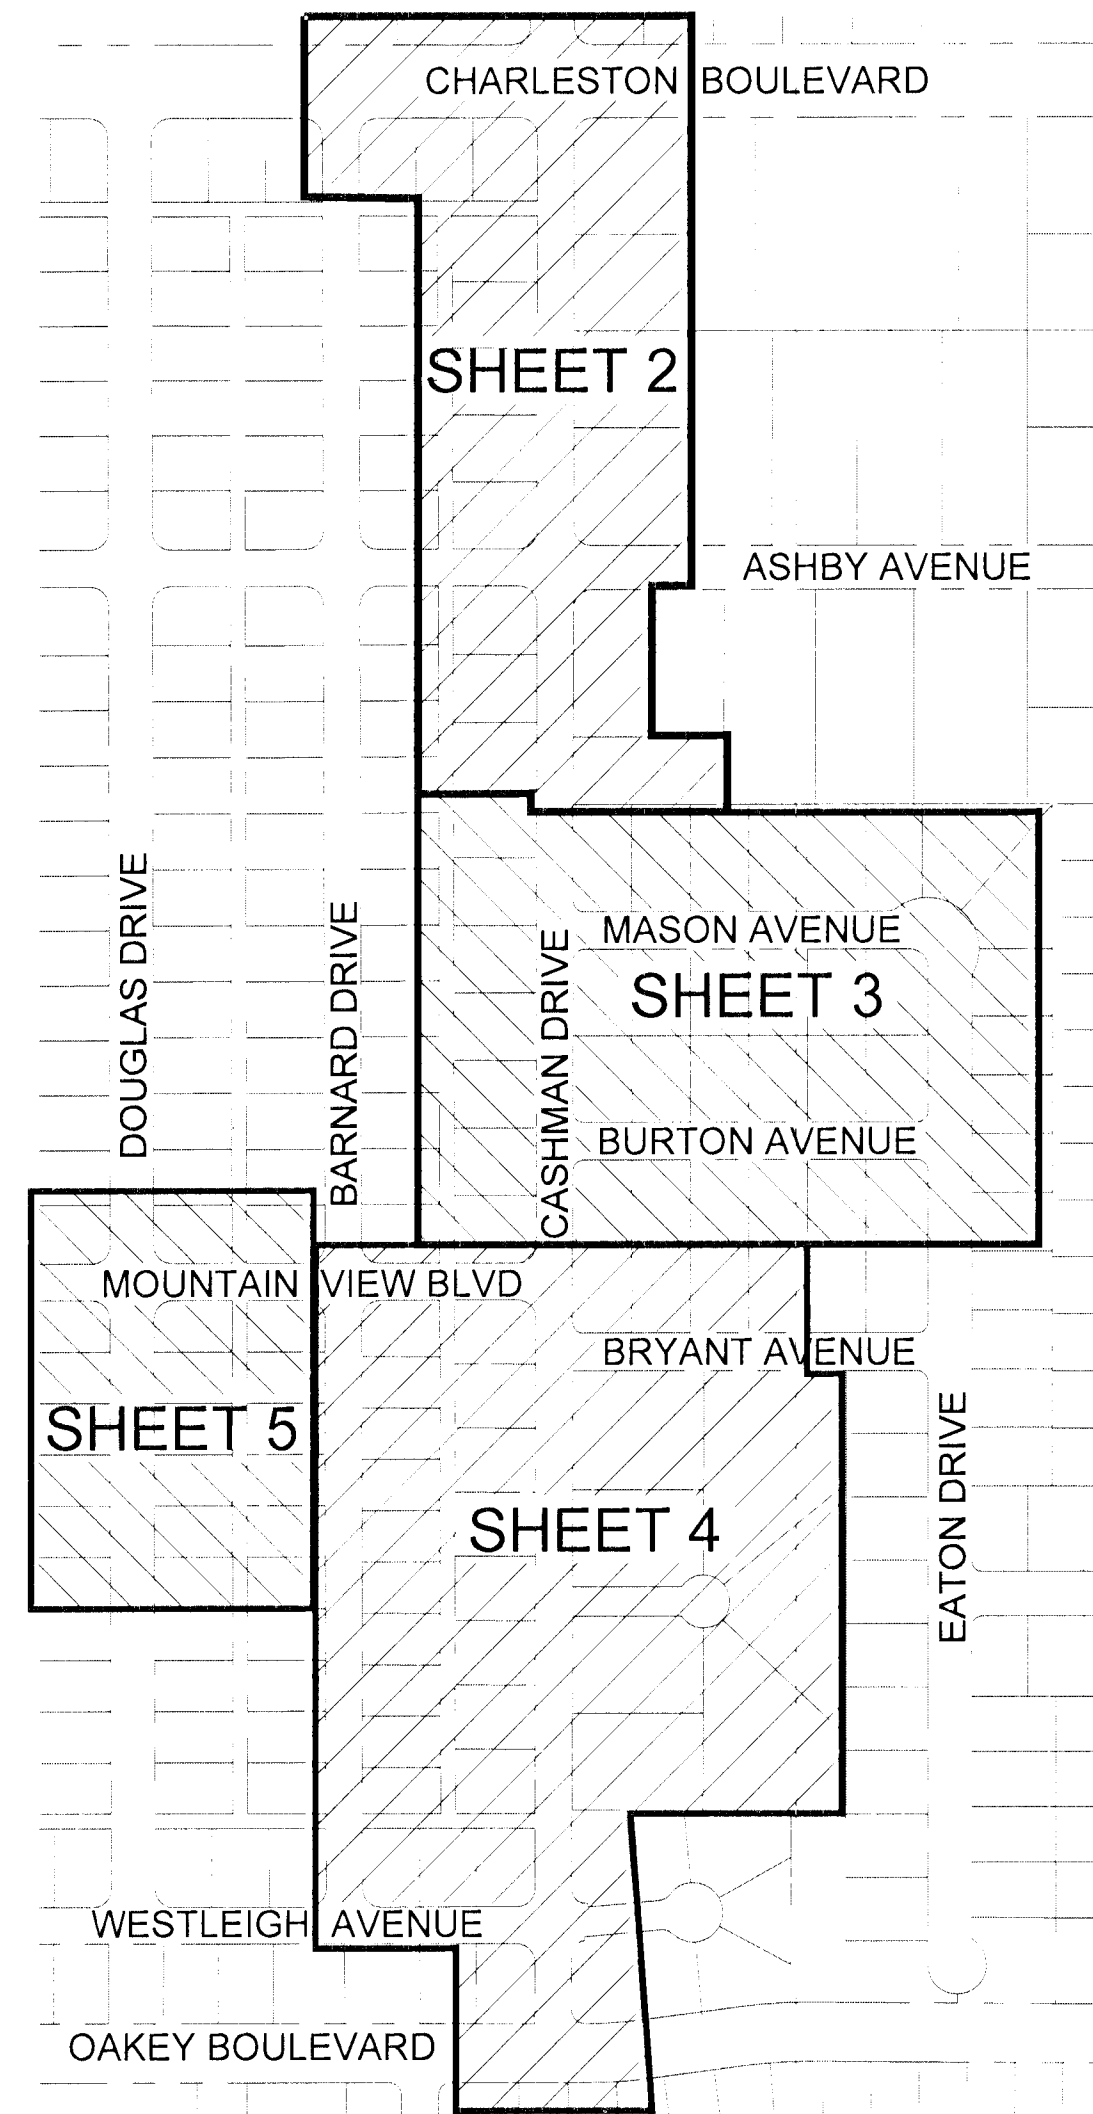 CHARLESTON BOULEVARD
SHEET 2
ASHBY AVENUE
DOUGLAS DRIVE
BARNARD DRIVE
CASHMAN DRIVE
MASON AVENUE
SHEET 3
BURTON AVENUE
MOUNTAIN VIEW BLVD
BRYANT AVENUE
SHEET 5
SHEET 4
EATON DRIVE
WESTLEIGH AVENUE
OAKEY BOULEVARD